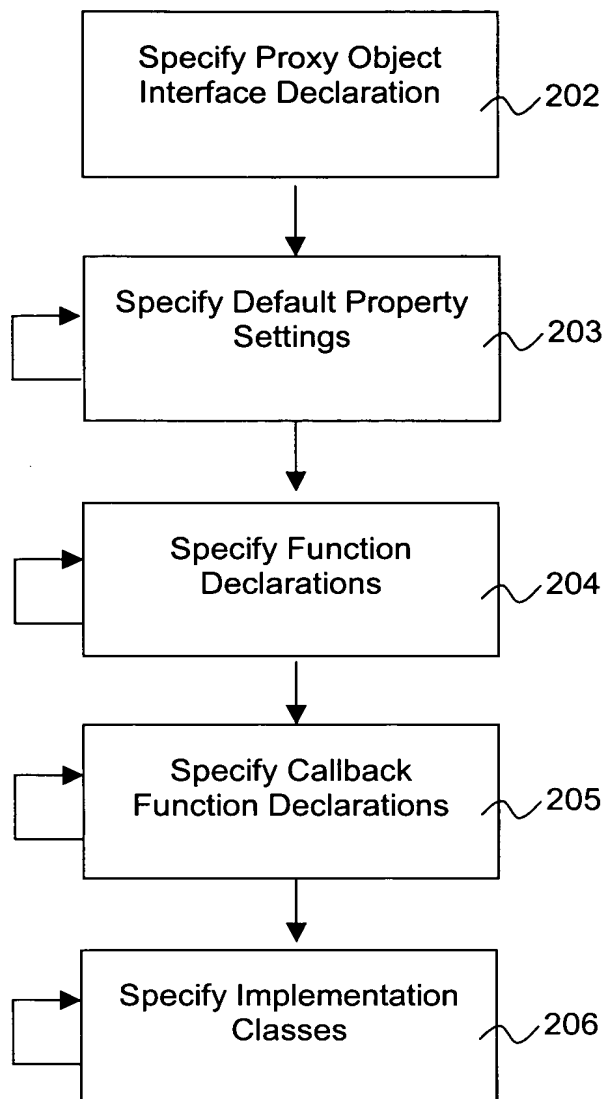 Specify Proxy Object
Interface Declaration
202
Specify Default Property
Settings
203
Specify Function
Declarations
204
Specify Callback
Function Declarations
205
Specify Implementation
Classes
206